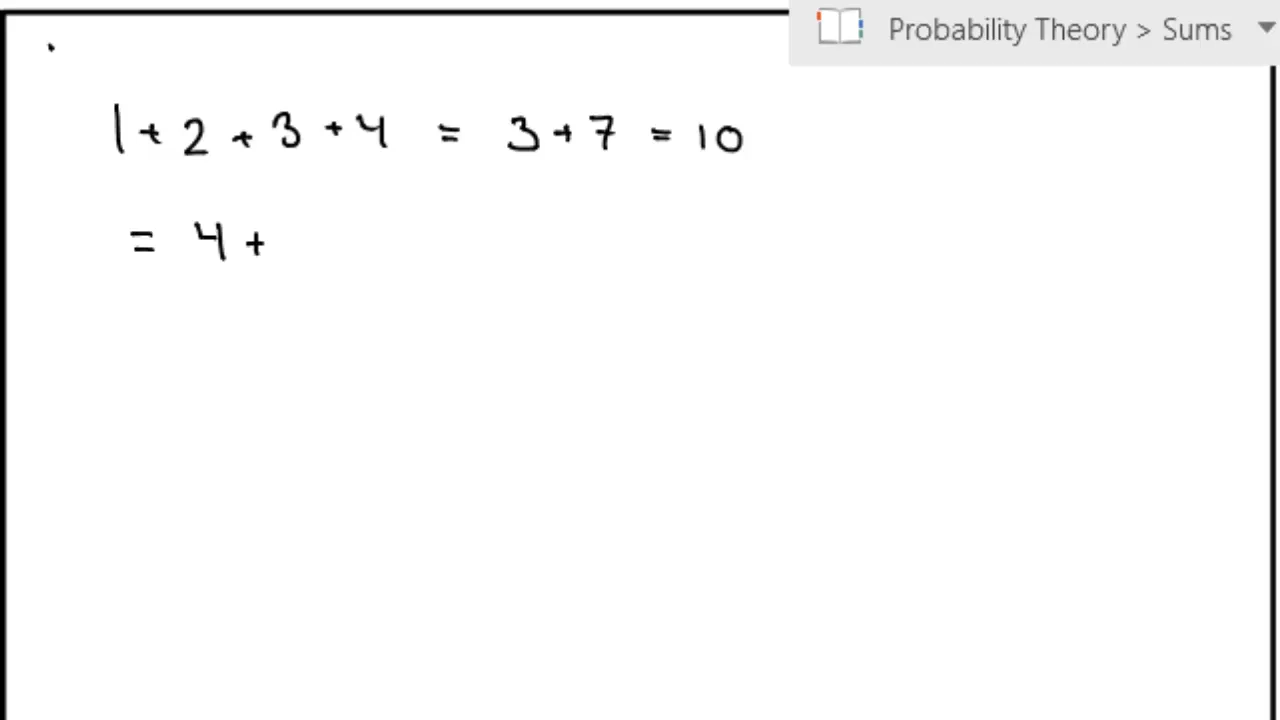 Probability Theory > Sums
1 + 2 + 3 + 4 = 3 + 7 = 10
= 4 +